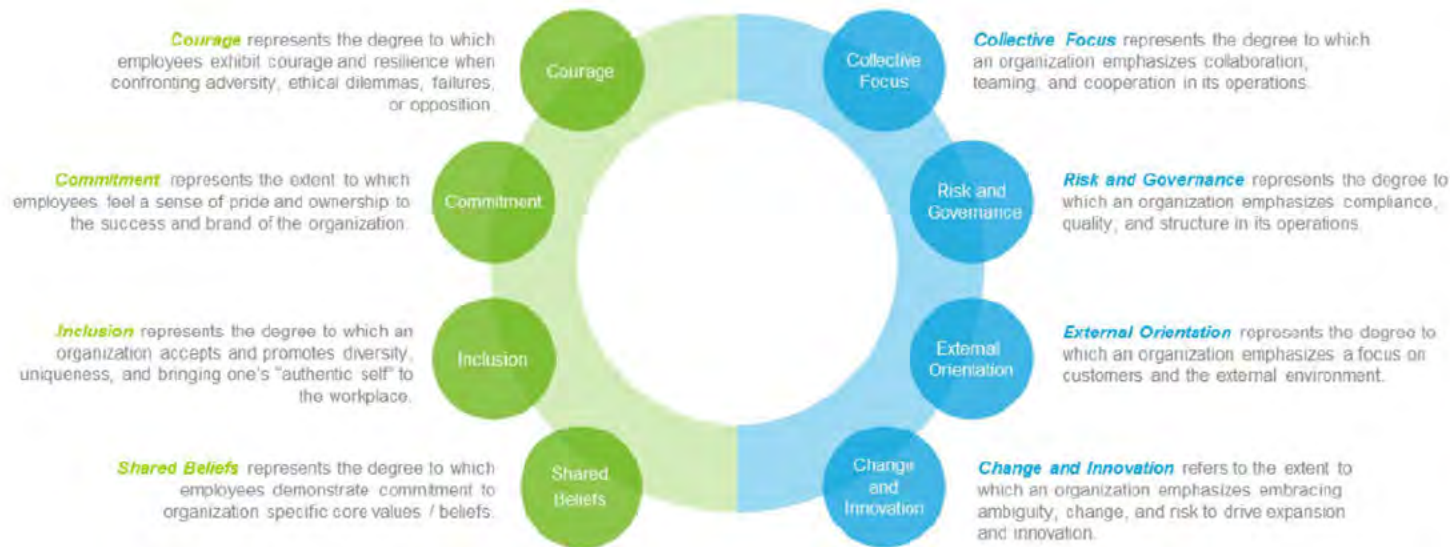 Courage represents the degree to which
employees exhibit courage and resilience when
confronting adversity, ethical dilemmas, failures,
or opposition.
Courage
Commitment represents the extent to which
employees feel a sense of pride and ownership to
the success and brand of the organization.
Commitment
Inclusion represents the degree to which an
organization accepts and promotes diversity,
uniqueness, and bringing one's "authentic self" to
the workplace.
Inclusion
Shared Beliefs represents the degree to which
employees demonstrate commitment to
organization specific core values / beliefs.
Shared
Beliefs
Collective
Focus
Collective Focus represents the degree to which
an organization emphasizes collaboration,
teaming, and cooperation in its operations.
Risk and
Governance
Risk and Governance represents the degree to
which an organization emphasizes compliance,
quality, and structure in its operations.
External
Orientation
External Orientation represents the degree to
which an organization emphasizes a focus on
customers and the external environment.
Change
and
Innovation
Change and Innovation refers to the extent to
which an organization emphasizes embracing
ambiguity, change, and risk to drive expansion
and innovation.